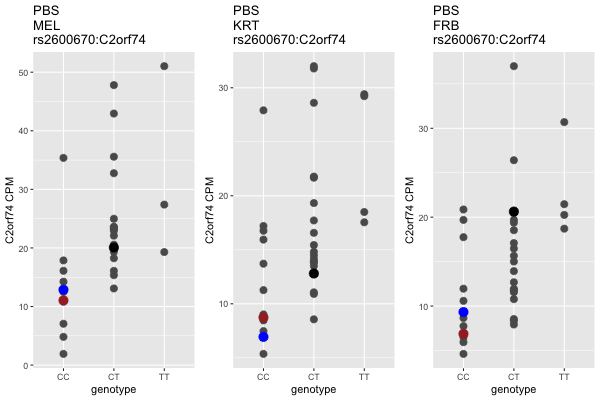 PBS
MEL
rs2600670:C2orf74
C2orf74 CPM
50
40
30
20
10
0
CC
CT
TT
genotype
PBS
KRT
rs2600670:C2orf74
C2orf74 CPM
30
20
10
CC
CT
TT
genotype
PBS
FRB
rs2600670:C2orf74
C2orf74 CPM
30
20
10
CC
CT
TT
genotype